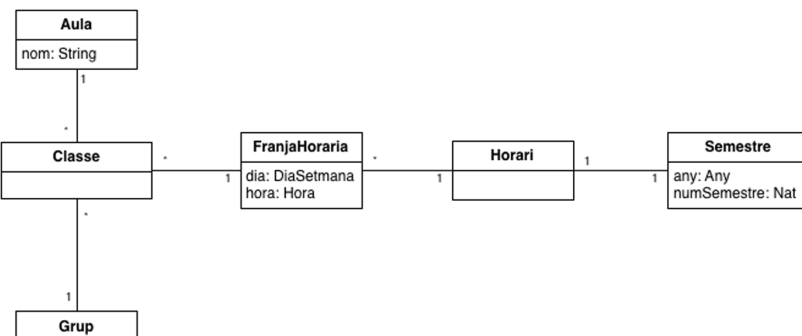 Aula
nom: String
1
*
Classe
*
1
FranjaHoraria
dia: DiaSetmana
hora: Hora
*
1
Horari
1
1
Semestre
any: Any
numSemestre: Nat
*
1
Grup